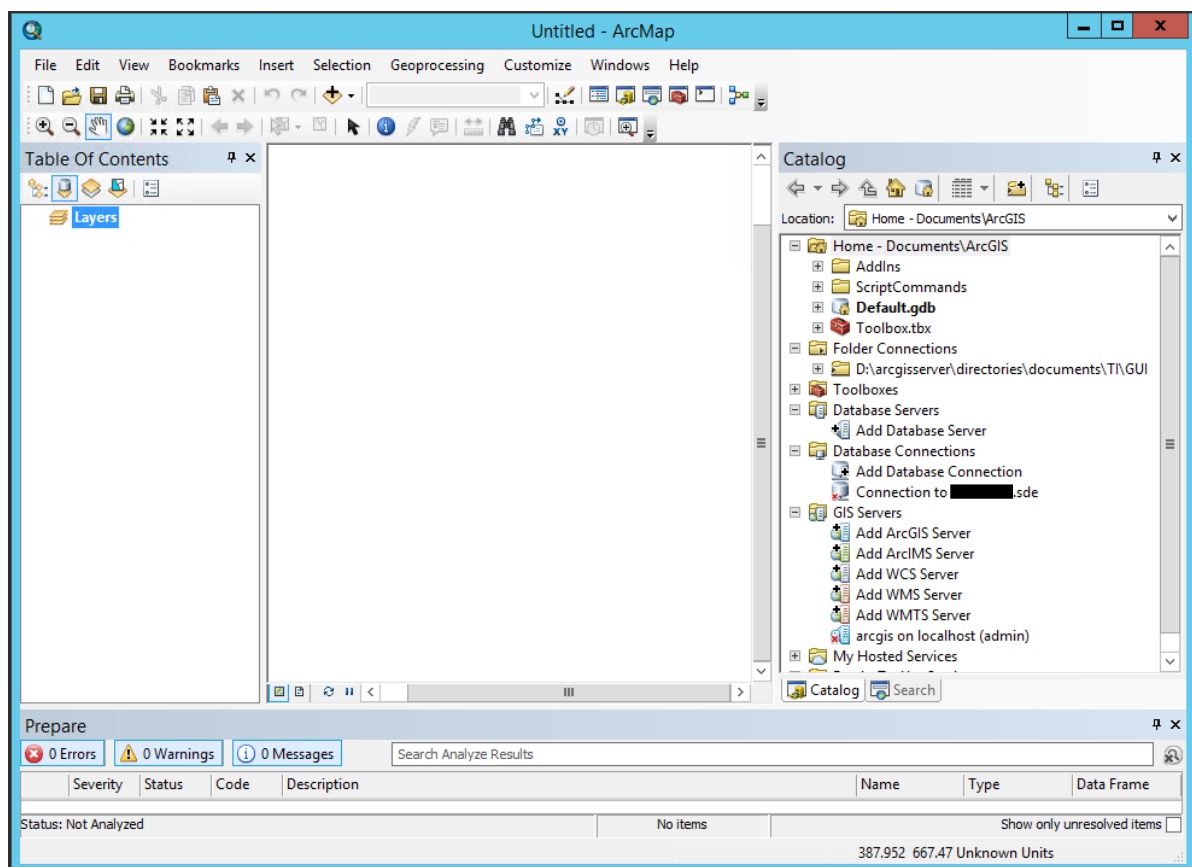 Untitled - ArcMap
File Edit View Bookmarks Insert Selection Geoprocessing Customize Windows Help
Table Of Contents
Layers
Catalog
Location: Home - Documents\ArcGIS
Home - Documents\ArcGIS
AddIns
ScriptCommands
Default.gdb
Toolbox.tbx
Folder Connections
D:\arcgisserver\directories\documents\TI\GUI
Toolboxes
Database Servers
Add Database Server
Database Connections
Add Database Connection
Connection to .sde
GIS Servers
Add ArcGIS Server
Add ArcIMS Server
Add WCS Server
Add WMS Server
Add WMTS Server
arcgis on localhost (admin)
My Hosted Services
Catalog Search
Prepare
0 Errors 0 Warnings 0 Messages Search Analyze Results
Severity Status Code Description Name Type Data Frame
Status: Not Analyzed No items Show only unresolved items
387.952 667.47 Unknown Units